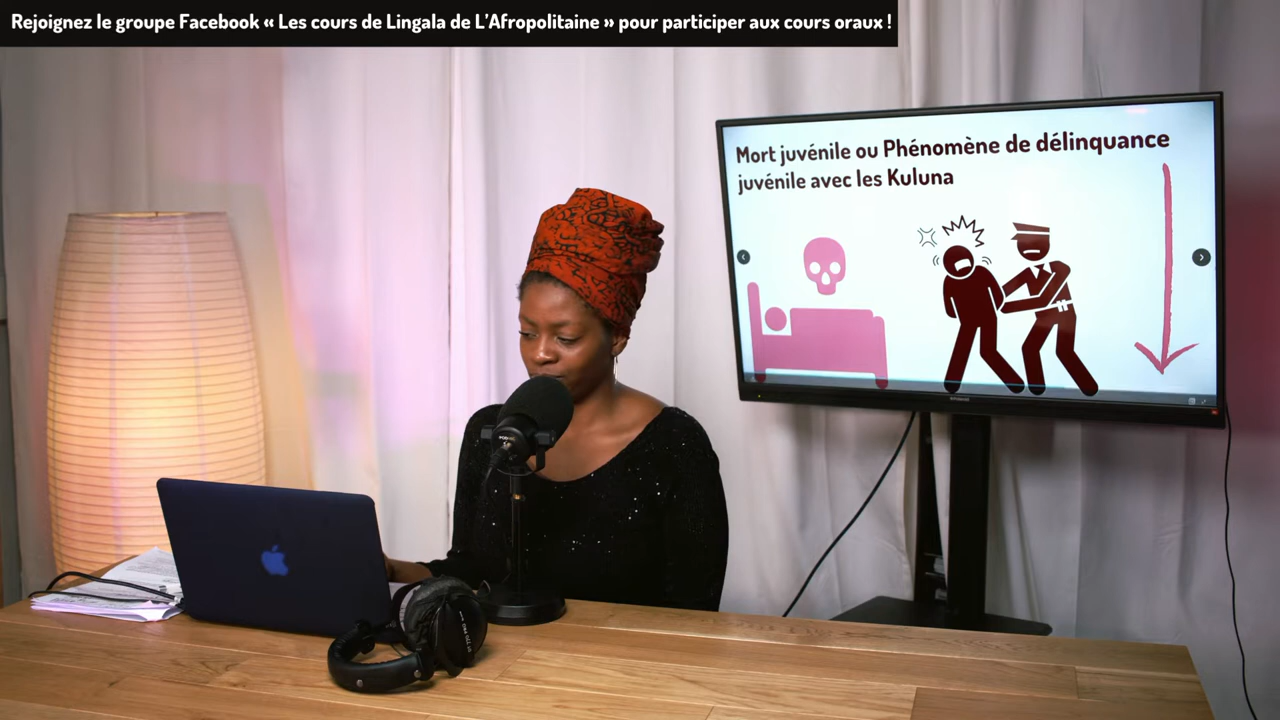 Rejoignez le groupe Facebook « Les cours de Lingala de L’Afropolitaine » pour participer aux cours oraux !
Mort juvénile ou Phénomène de délinquance
juvénile avec les Kuluna